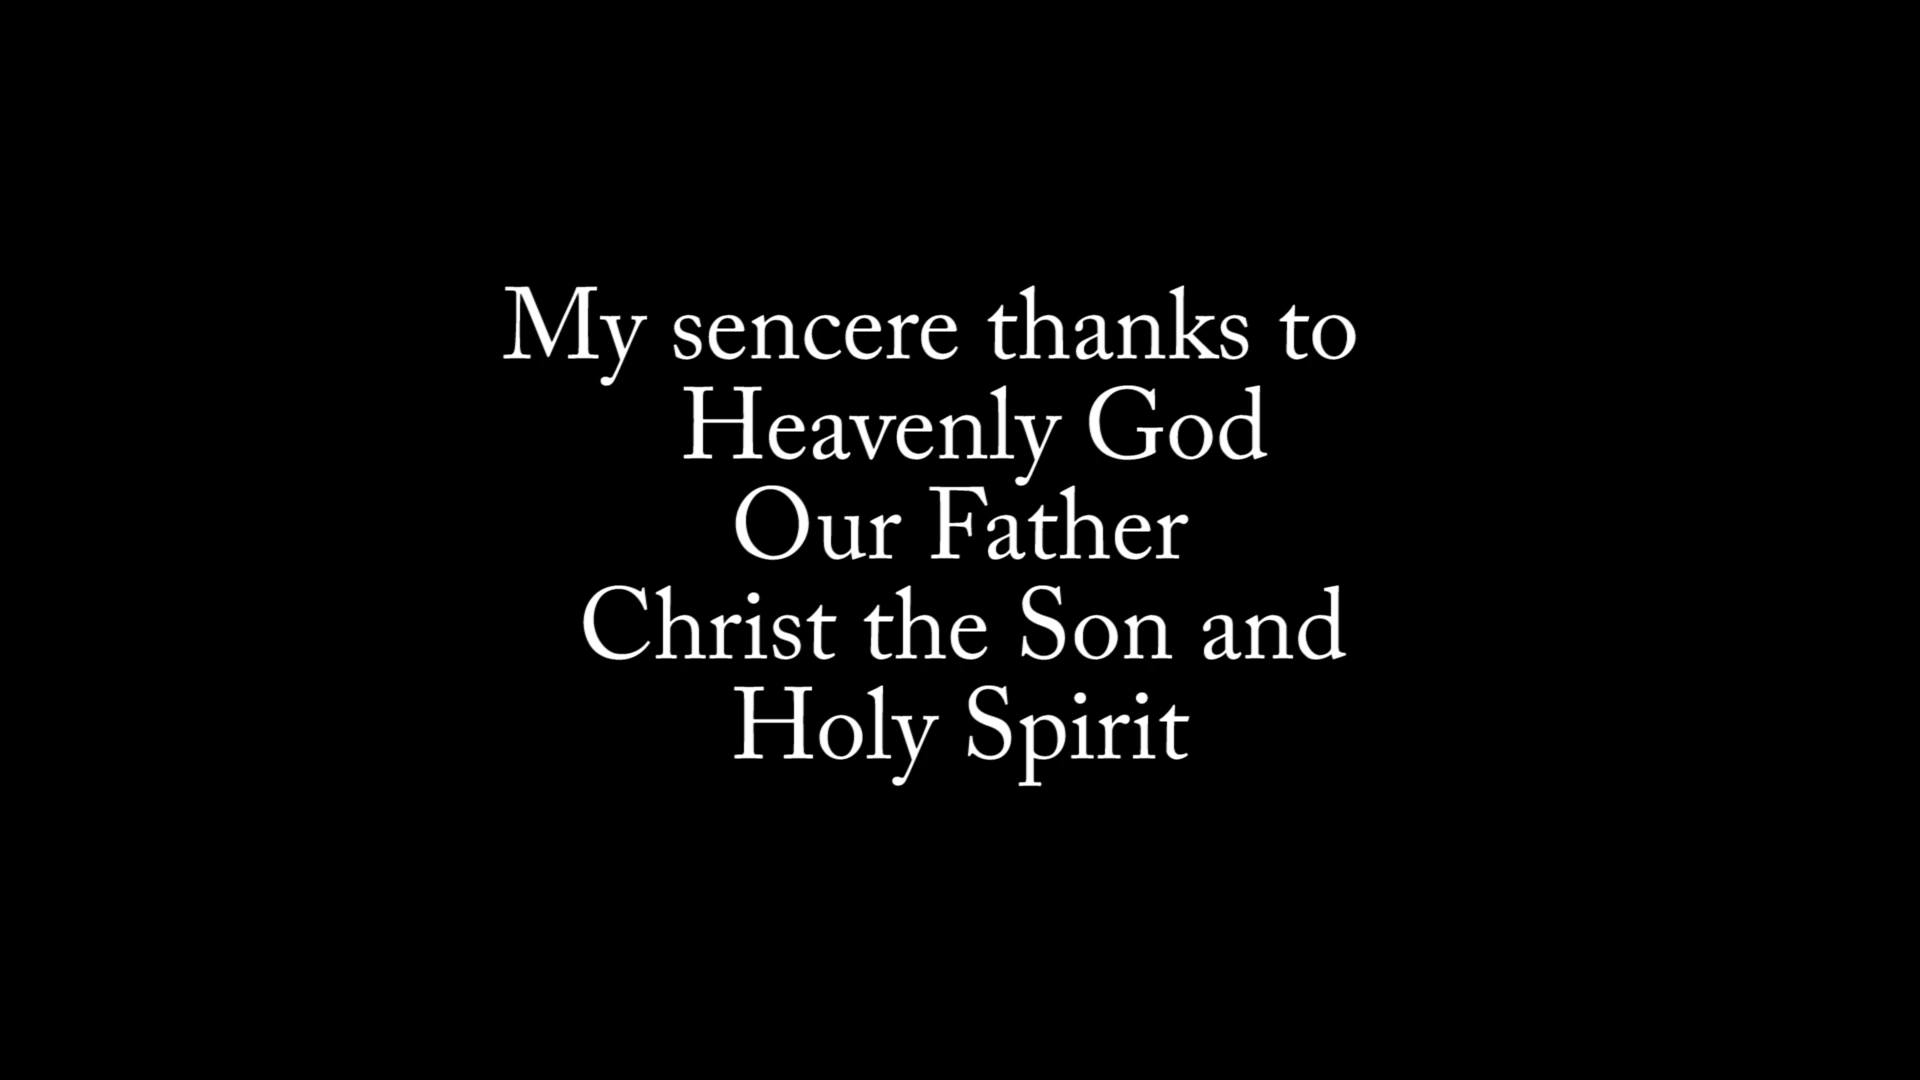 My sencere thanks to
Heavenly God
Our Father
Christ the Son and
Holy Spirit